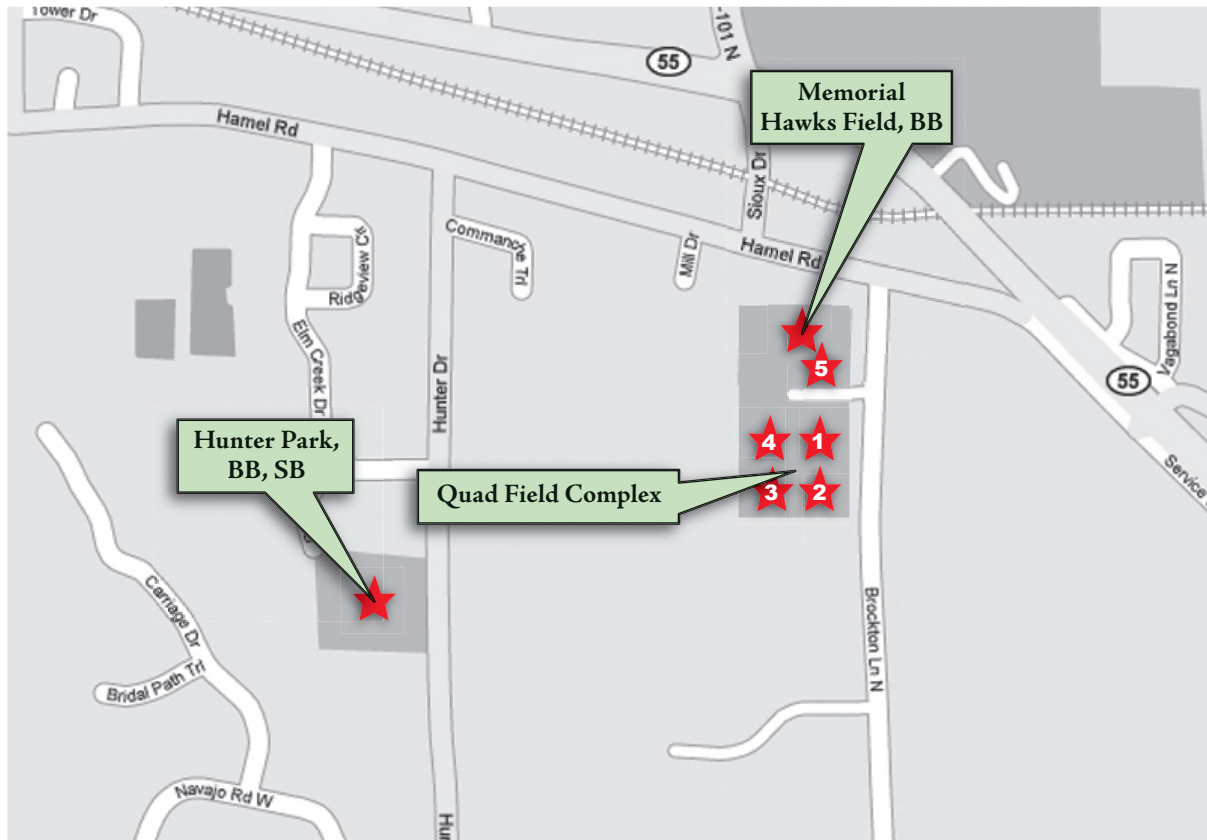 Tower Dr
-101 N
55
Memorial
Hawks Field, BB
Hamel Rd
Sioux Dr
Commanche Trl
Mill Dr
Hamel Rd
Ridgeview Cir
Vagabond Ln N
Elm Creek Dr
Hunter Dr
5
55
Hunter Park,
BB, SB
4
1
Quad Field Complex
3
2
Service
Carriage Dr
Brockton Ln N
Bridal Path Trl
Navajo Rd W
Hu